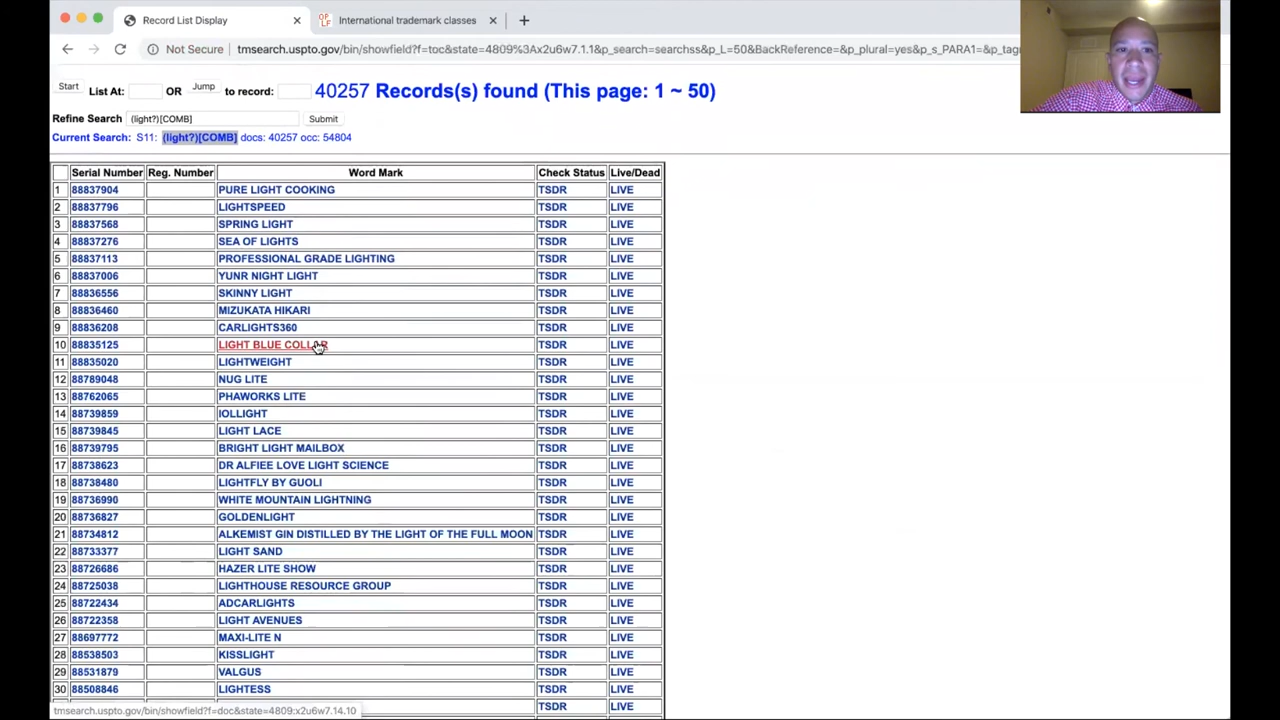 Record List Display
International trademark classes
Not Secure tmsearch.uspto.gov/bin/showfield?f=toc&state=4809%3Ax2u6w7.1.1&p_search=searchss&p_L=50&BackReference=&p_plural=yes&p_s_PARA1=&p_tag
Start List At: OR Jump to record: 40257 Records(s) found (This page: 1 ~ 50)
Refine Search (light?)[COMB] Submit
Current Search: S11: (light?)[COMB] docs: 40257 occ: 54804
Serial Number Reg. Number Word Mark Check Status Live/Dead
1 88837904 PURE LIGHT COOKING TSDR LIVE
2 88837796 LIGHTSPEED TSDR LIVE
3 88837568 SPRING LIGHT TSDR LIVE
4 88837276 SEA OF LIGHTS TSDR LIVE
5 88837113 PROFESSIONAL GRADE LIGHTING TSDR LIVE
6 88837006 YUNR NIGHT LIGHT TSDR LIVE
7 88836556 SKINNY LIGHT TSDR LIVE
8 88836460 MIZUKATA HIKARI TSDR LIVE
9 88836208 CARLIGHTS360 TSDR LIVE
10 88835125 LIGHT BLUE COLLAR TSDR LIVE
11 88835020 LIGHTWEIGHT TSDR LIVE
12 88789048 NUG LITE TSDR LIVE
13 88762065 PHAWORKS LITE TSDR LIVE
14 88739859 IOLLIGHT TSDR LIVE
15 88739845 LIGHT LACE TSDR LIVE
16 88739795 BRIGHT LIGHT MAILBOX TSDR LIVE
17 88738623 DR ALFIEE LOVE LIGHT SCIENCE TSDR LIVE
18 88738480 LIGHTFLY BY GUOLI TSDR LIVE
19 88736990 WHITE MOUNTAIN LIGHTNING TSDR LIVE
20 88736827 GOLDENLIGHT TSDR LIVE
21 88734812 ALKEMIST GIN DISTILLED BY THE LIGHT OF THE FULL MOON TSDR LIVE
22 88733377 LIGHT SAND TSDR LIVE
23 88726686 HAZER LITE SHOW TSDR LIVE
24 88725038 LIGHTHOUSE RESOURCE GROUP TSDR LIVE
25 88722434 ADCARLIGHTS TSDR LIVE
26 88722358 LIGHT AVENUES TSDR LIVE
27 88697772 MAXI-LITE N TSDR LIVE
28 88538503 KISSLIGHT TSDR LIVE
29 88531879 VALGUS TSDR LIVE
30 88508846 LIGHTESS TSDR LIVE
TSDR LIVE
tmsearch.uspto.gov/bin/showfield?f=doc&state=4809:x2u6w7.14.10